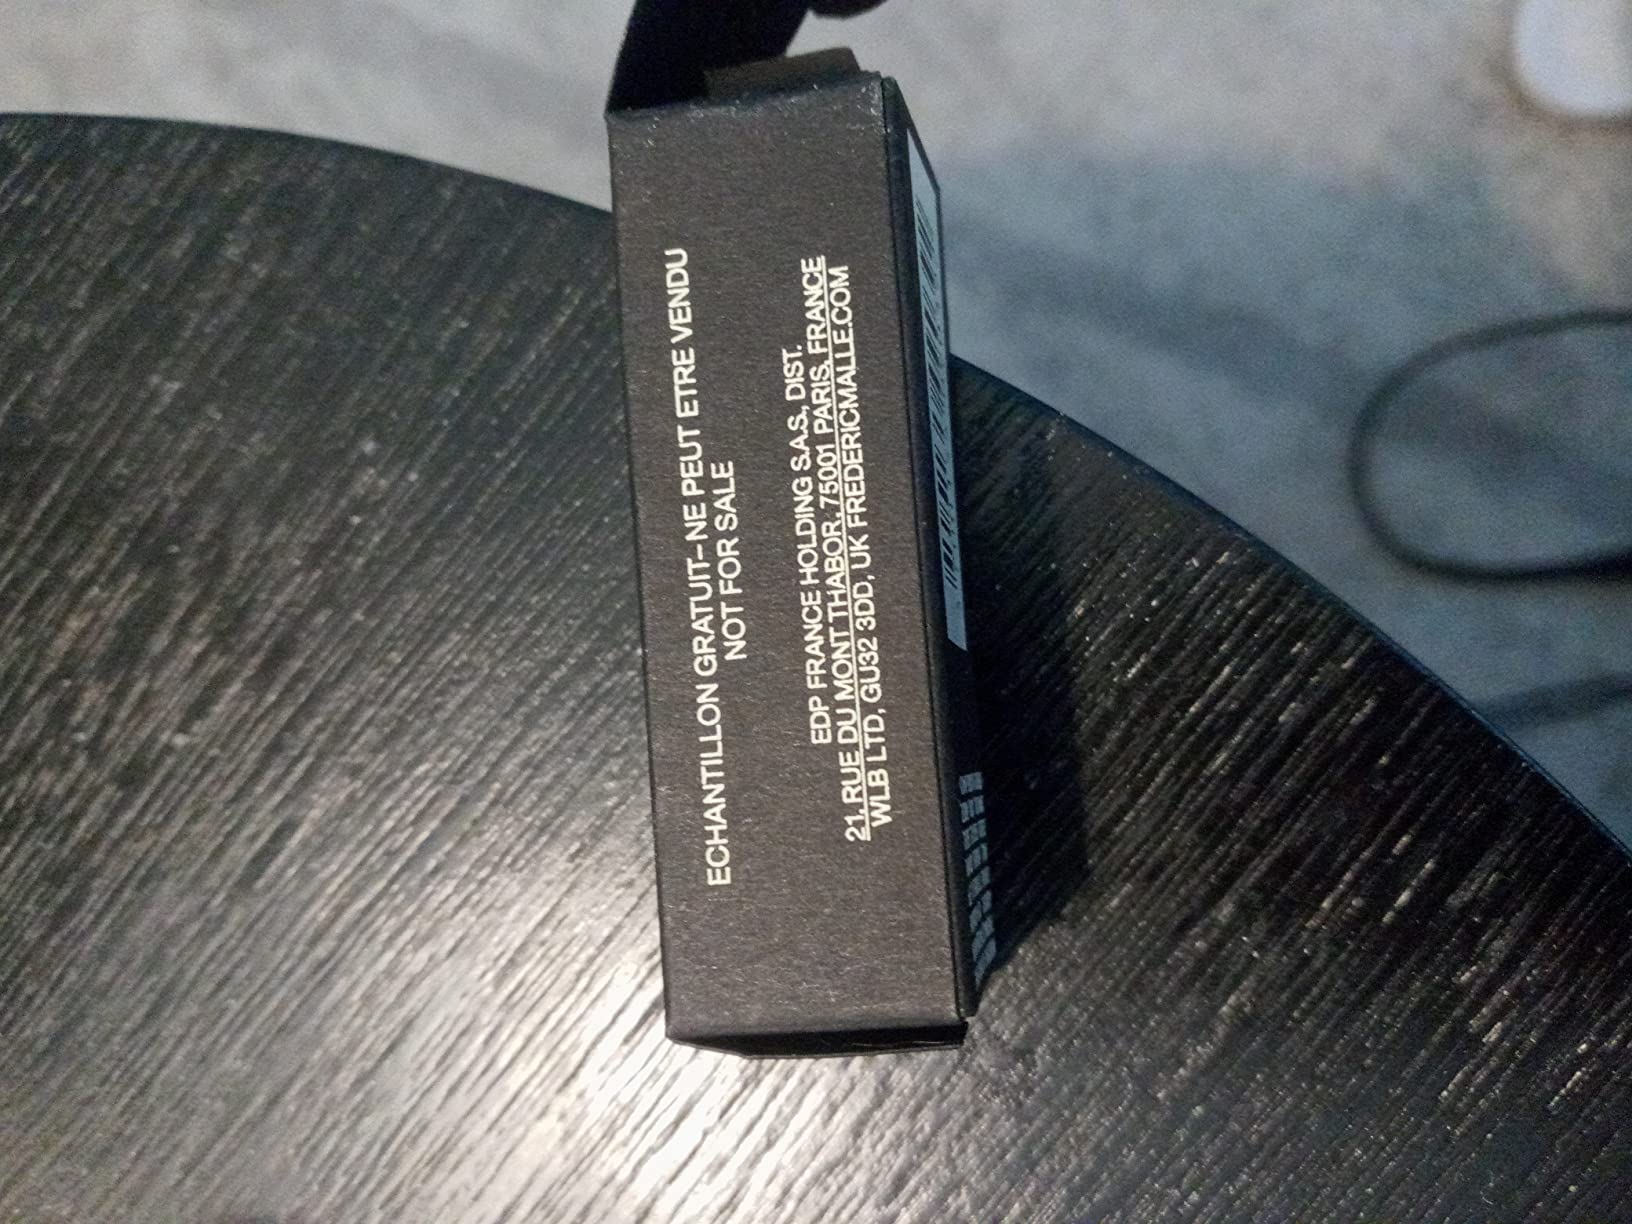 ECHANTILLON GRATUIT-NE PEUT ETRE VENDU
NOT FOR SALE
EDP FRANCE HOLDING S.A.S., DIST.
21, RUE DU MONT THABOR, 75001 PARIS, FRANCE
WLB LTD, GU32 3DD, UK FREDERICMALLE.COM